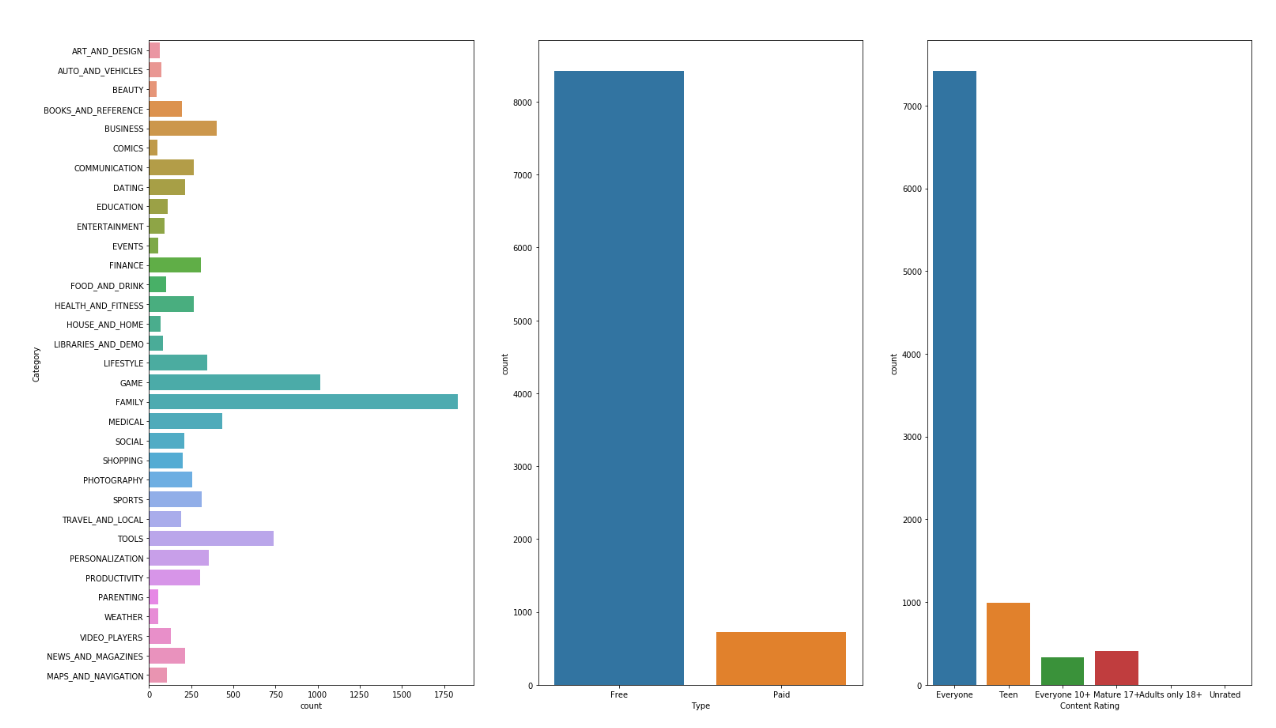 ART_AND_DESIGN
AUTO_AND_VEHICLES
BEAUTY
BOOKS_AND_REFERENCE
BUSINESS
COMICS
COMMUNICATION
DATING
EDUCATION
ENTERTAINMENT
EVENTS
FINANCE
FOOD_AND_DRINK
HEALTH_AND_FITNESS
HOUSE_AND_HOME
LIBRARIES_AND_DEMO
LIFESTYLE
GAME
FAMILY
MEDICAL
SOCIAL
SHOPPING
PHOTOGRAPHY
SPORTS
TRAVEL_AND_LOCAL
TOOLS
PERSONALIZATION
PRODUCTIVITY
PARENTING
WEATHER
VIDEO_PLAYERS
NEWS_AND_MAGAZINES
MAPS_AND_NAVIGATION
Category
0 250 500 750 1000 1250 1500 1750
count
8000
7000
6000
5000
4000
3000
2000
1000
0
count
Free Paid
Type
7000
6000
5000
4000
3000
2000
1000
0
count
Everyone Teen Everyone 10+ Mature 17+ Adults only 18+ Unrated
Content Rating